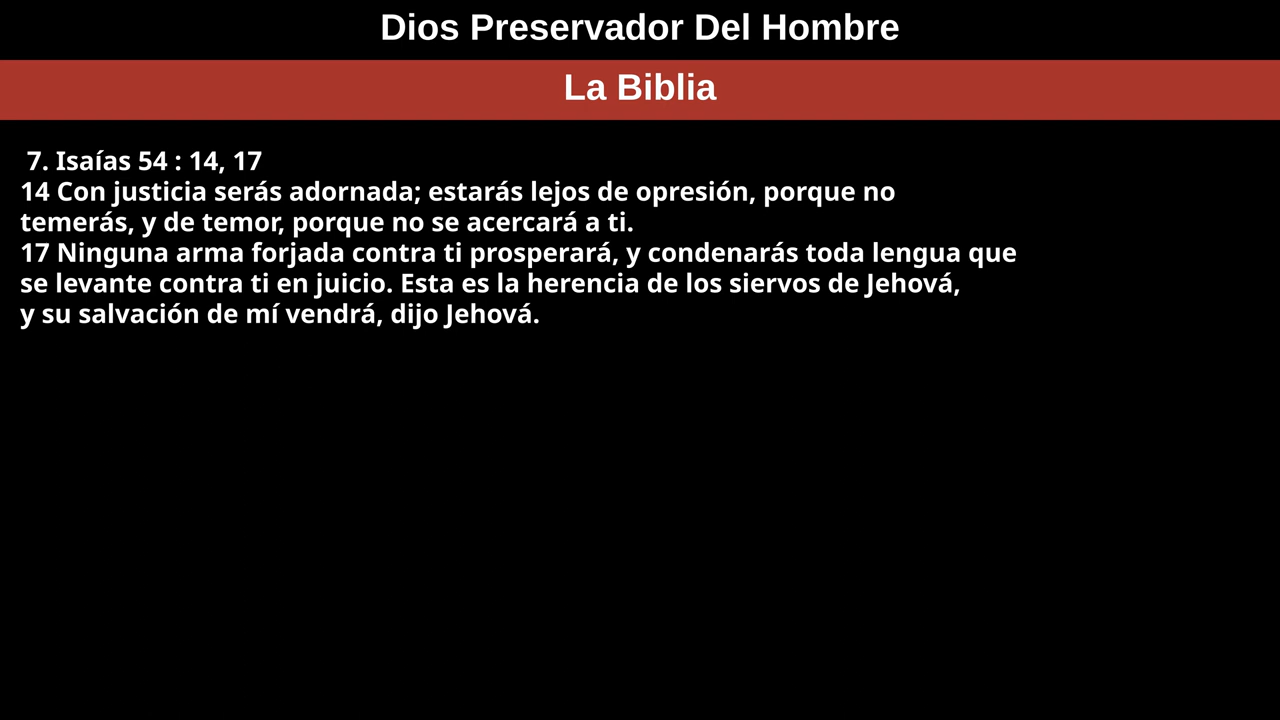 Dios Preservador Del Hombre
La Biblia
7. Isaías 54 : 14, 17
14 Con justicia serás adornada; estarás lejos de opresión, porque no
temerás, y de temor, porque no se acercará a ti.
17 Ninguna arma forjada contra ti prosperará, y condenarás toda lengua que
se levante contra ti en juicio. Esta es la herencia de los siervos de Jehová,
y su salvación de mí vendrá, dijo Jehová.